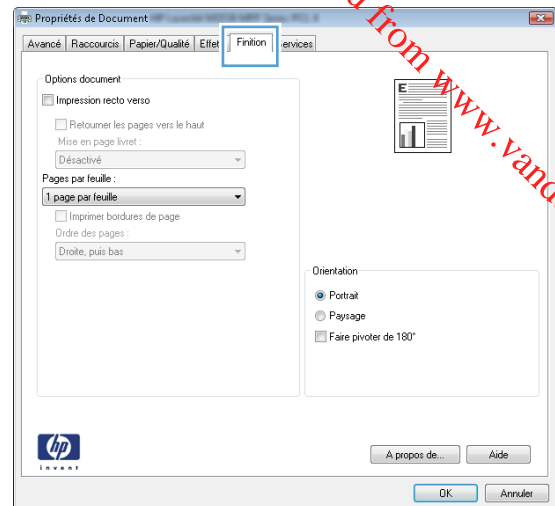 Propriétés de Document
Avancé Raccourcis Papier/Qualité Effet Finition ervices
Options document
Impression recto verso
Retourner les pages vers le haut
Mise en page livret :
Désactivé
Pages par feuille :
1 page par feuille
Imprimer bordures de page
Ordre des pages :
Droite, puis bas
E
Orientation
Portrait
Paysage
Faire pivoter de 180°
hp
invent
A propos de... Aide
OK Annuler
from www.vand